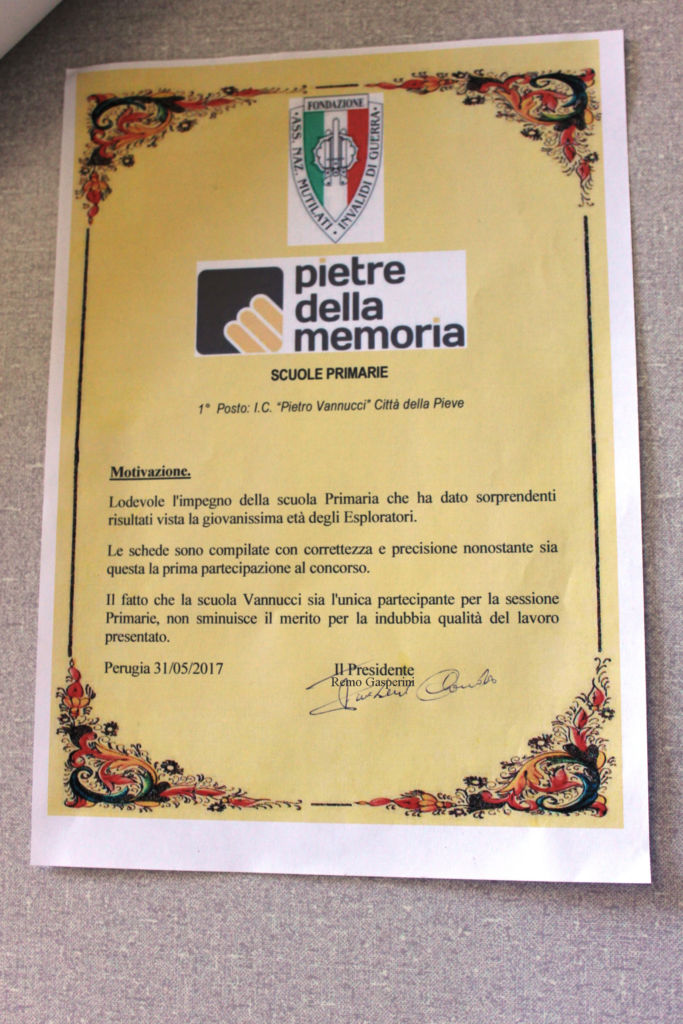 FONDAZIONE
ASS. NAZ. MUTILATI • INVALIDI DI GUERRA
pietre
della
memoria
SCUOLE PRIMARIE
1° Posto: I.C. "Pietro Vannucci" Città della Pieve
Motivazione.
Lodevole l'impegno della scuola Primaria che ha dato sorprendenti
risultati vista la giovanissima età degli Esploratori.
Le schede sono compilate con correttezza e precisione nonostante sia
questa la prima partecipazione al concorso.
Il fatto che la scuola Vannucci sia l'unica partecipante per la sessione
Primarie, non sminuisce il merito per la indubbia qualità del lavoro
presentato.
Perugia 31/05/2017
Il Presidente
Remo Gasperini